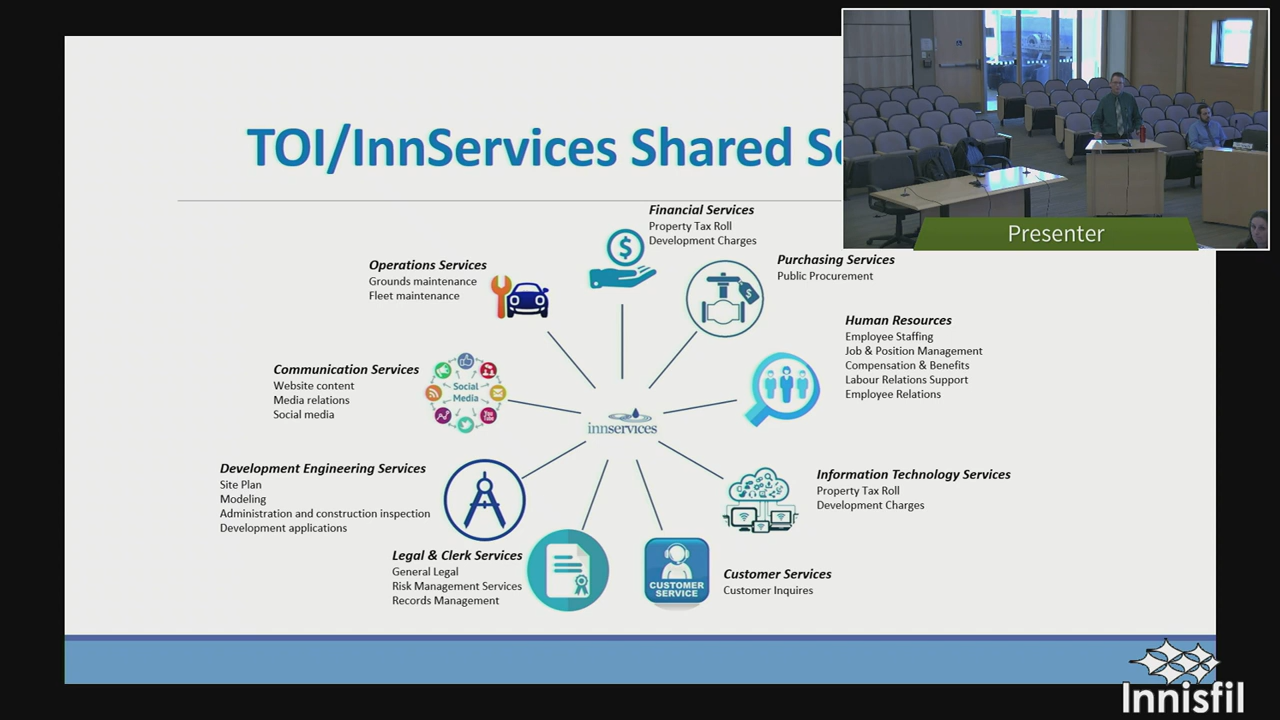 TOI/InnServices Shared
Presenter
Financial Services
Property Tax Roll
Development Charges
Operations Services
Grounds maintenance
Fleet maintenance
Purchasing Services
Public Procurement
Human Resources
Employee Staffing
Job & Position Management
Compensation & Benefits
Labour Relations Support
Employee Relations
Communication Services
Website content
Media relations
Social media
Social
Media
innservices
Development Engineering Services
Site Plan
Modeling
Administration and construction inspection
Development applications
Information Technology Services
Property Tax Roll
Development Charges
Legal & Clerk Services
General Legal
Risk Management Services
Records Management
CUSTOMER
SERVICE
Customer Services
Customer Inquires
Innisfil